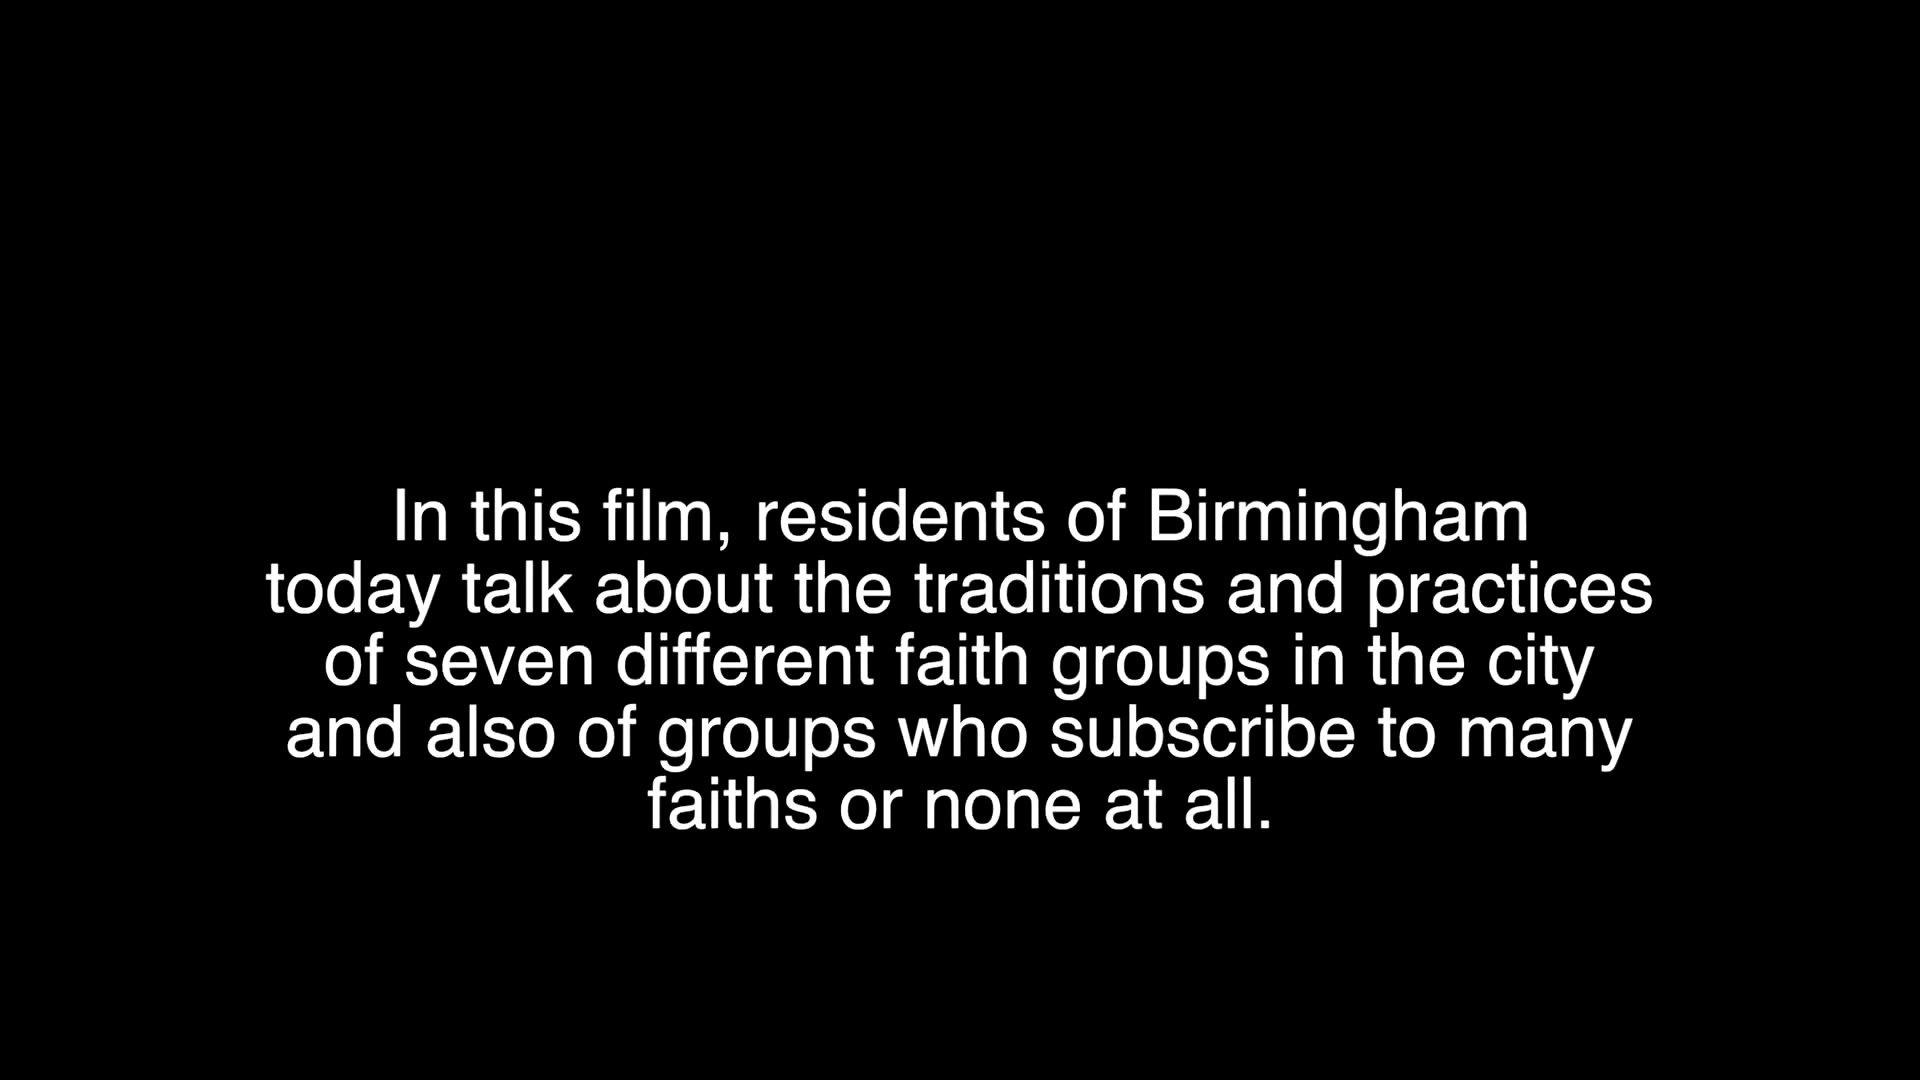 In this film, residents of Birmingham
today talk about the traditions and practices
of seven different faith groups in the city
and also of groups who subscribe to many
faiths or none at all.